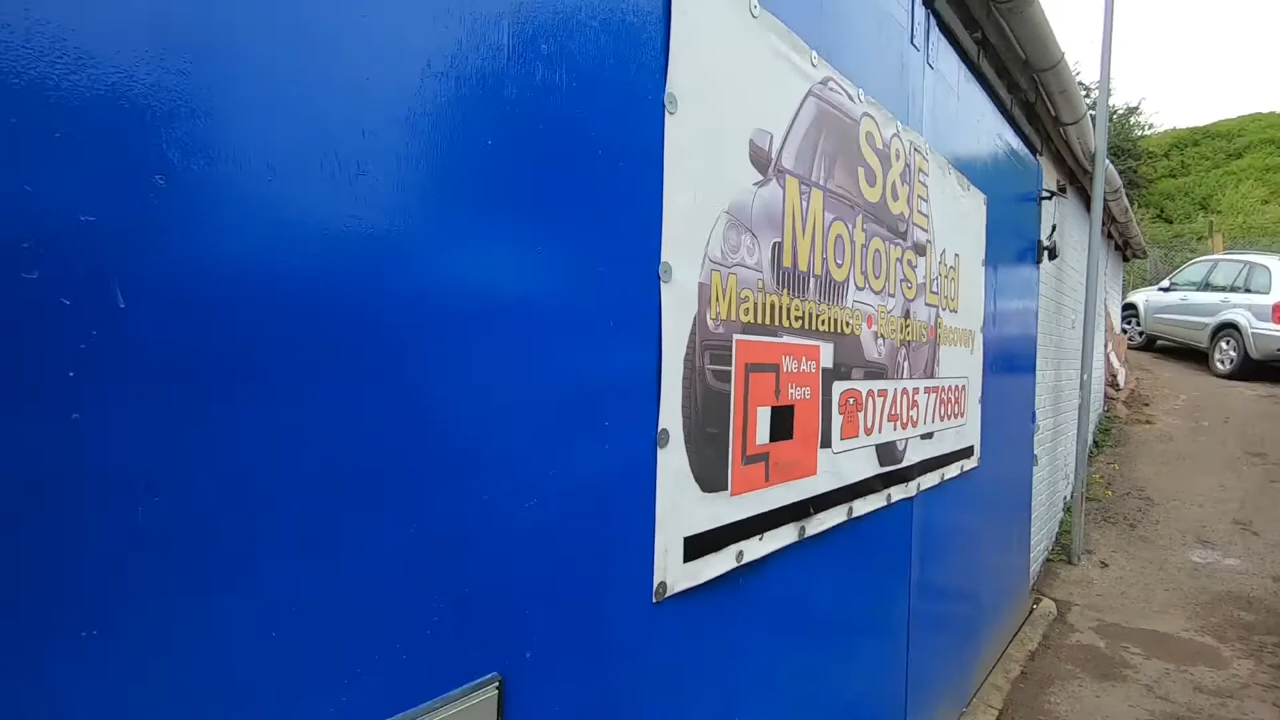 S&E
Motors Ltd
Maintenance • Repairs • Recovery
We Are
Here
07405 776680